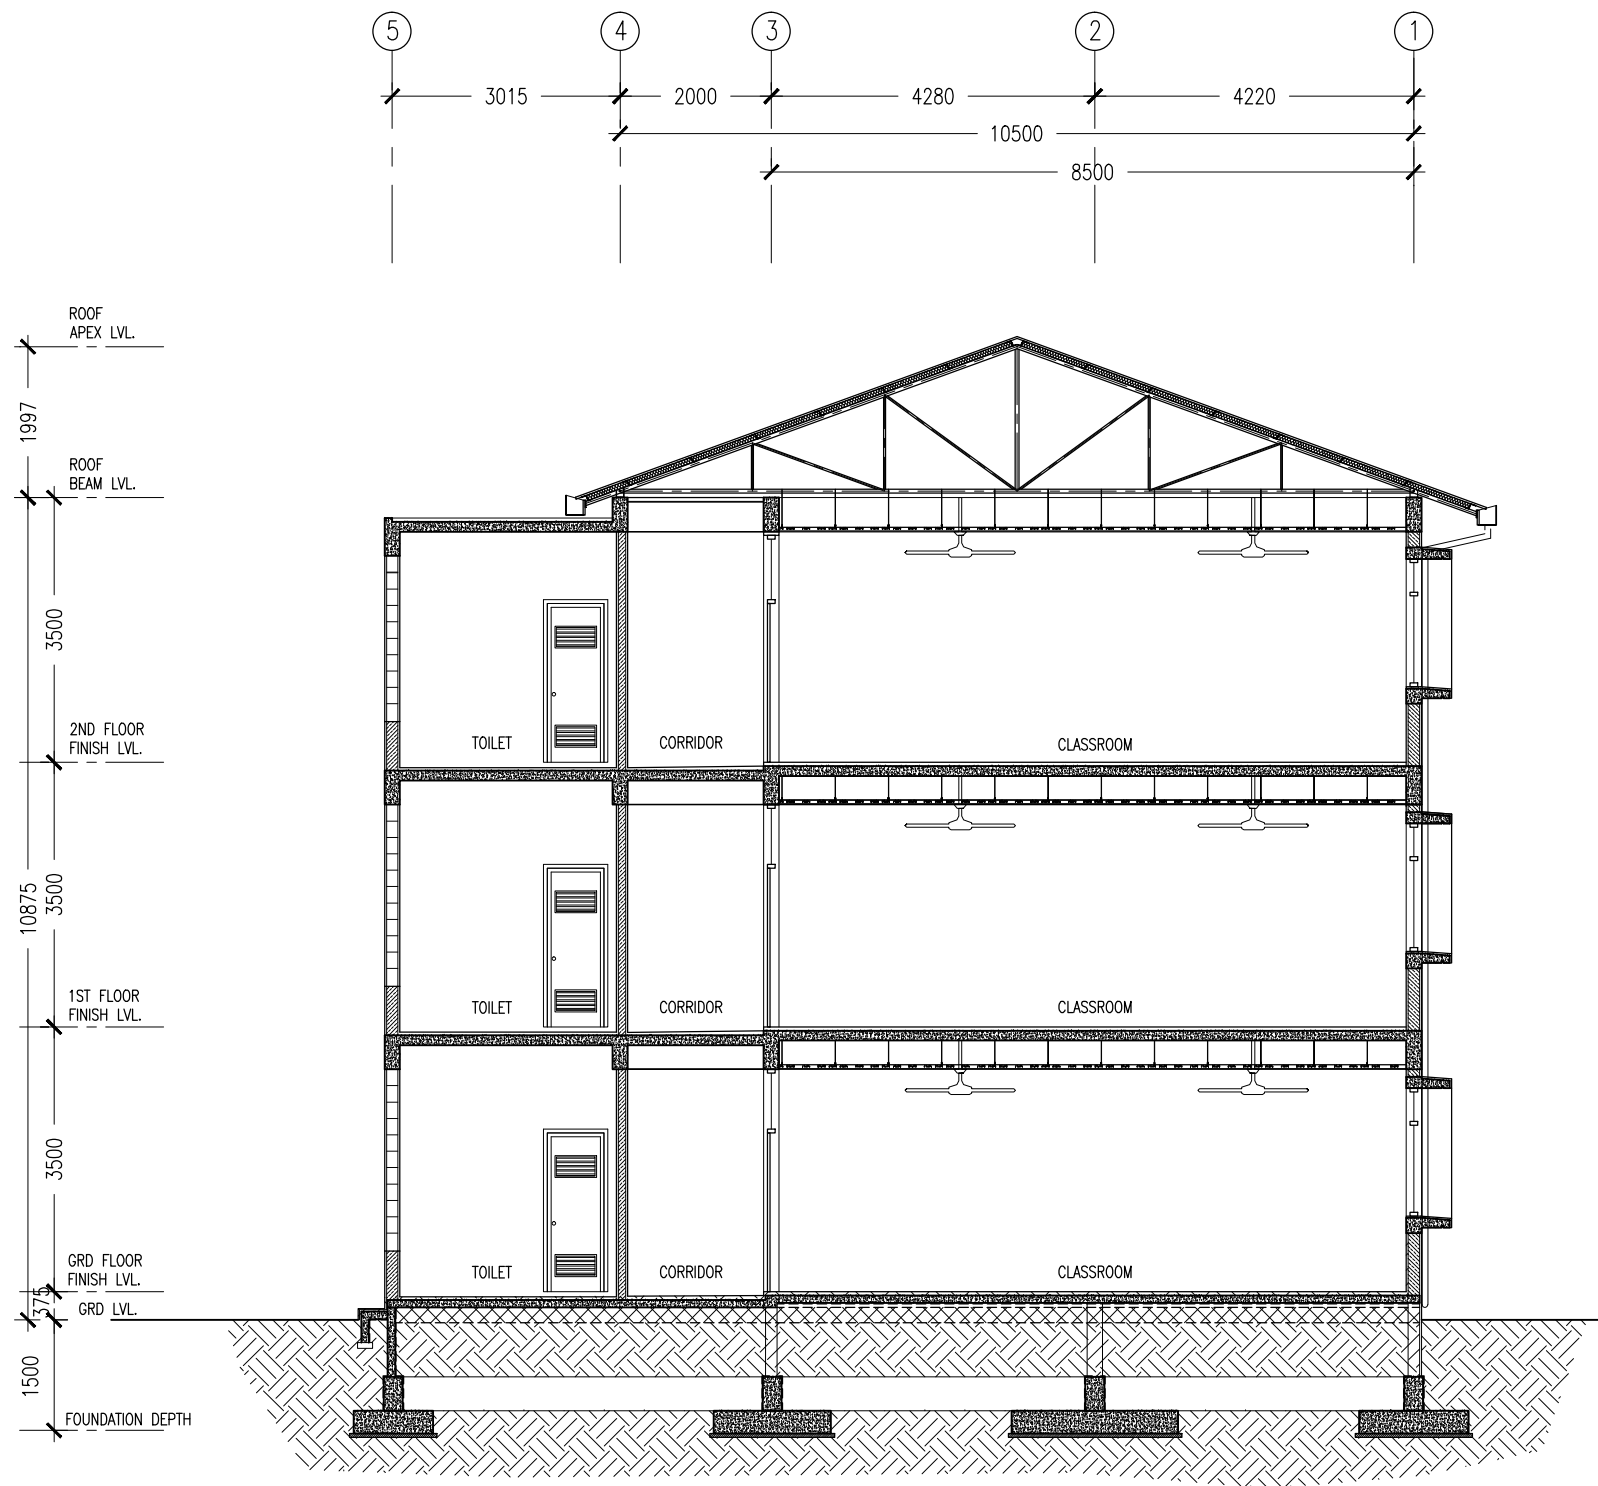 5
4
3
2
1
3015
2000
4280
4220
10500
8500
ROOF
APEX LVL.
1997
ROOF
BEAM LVL.
3500
2ND FLOOR
FINISH LVL.
TOILET
CORRIDOR
CLASSROOM
10875
3500
1ST FLOOR
FINISH LVL.
TOILET
CORRIDOR
CLASSROOM
3500
GRD FLOOR
FINISH LVL.
TOILET
CORRIDOR
CLASSROOM
375
GRD LVL.
1500
FOUNDATION DEPTH